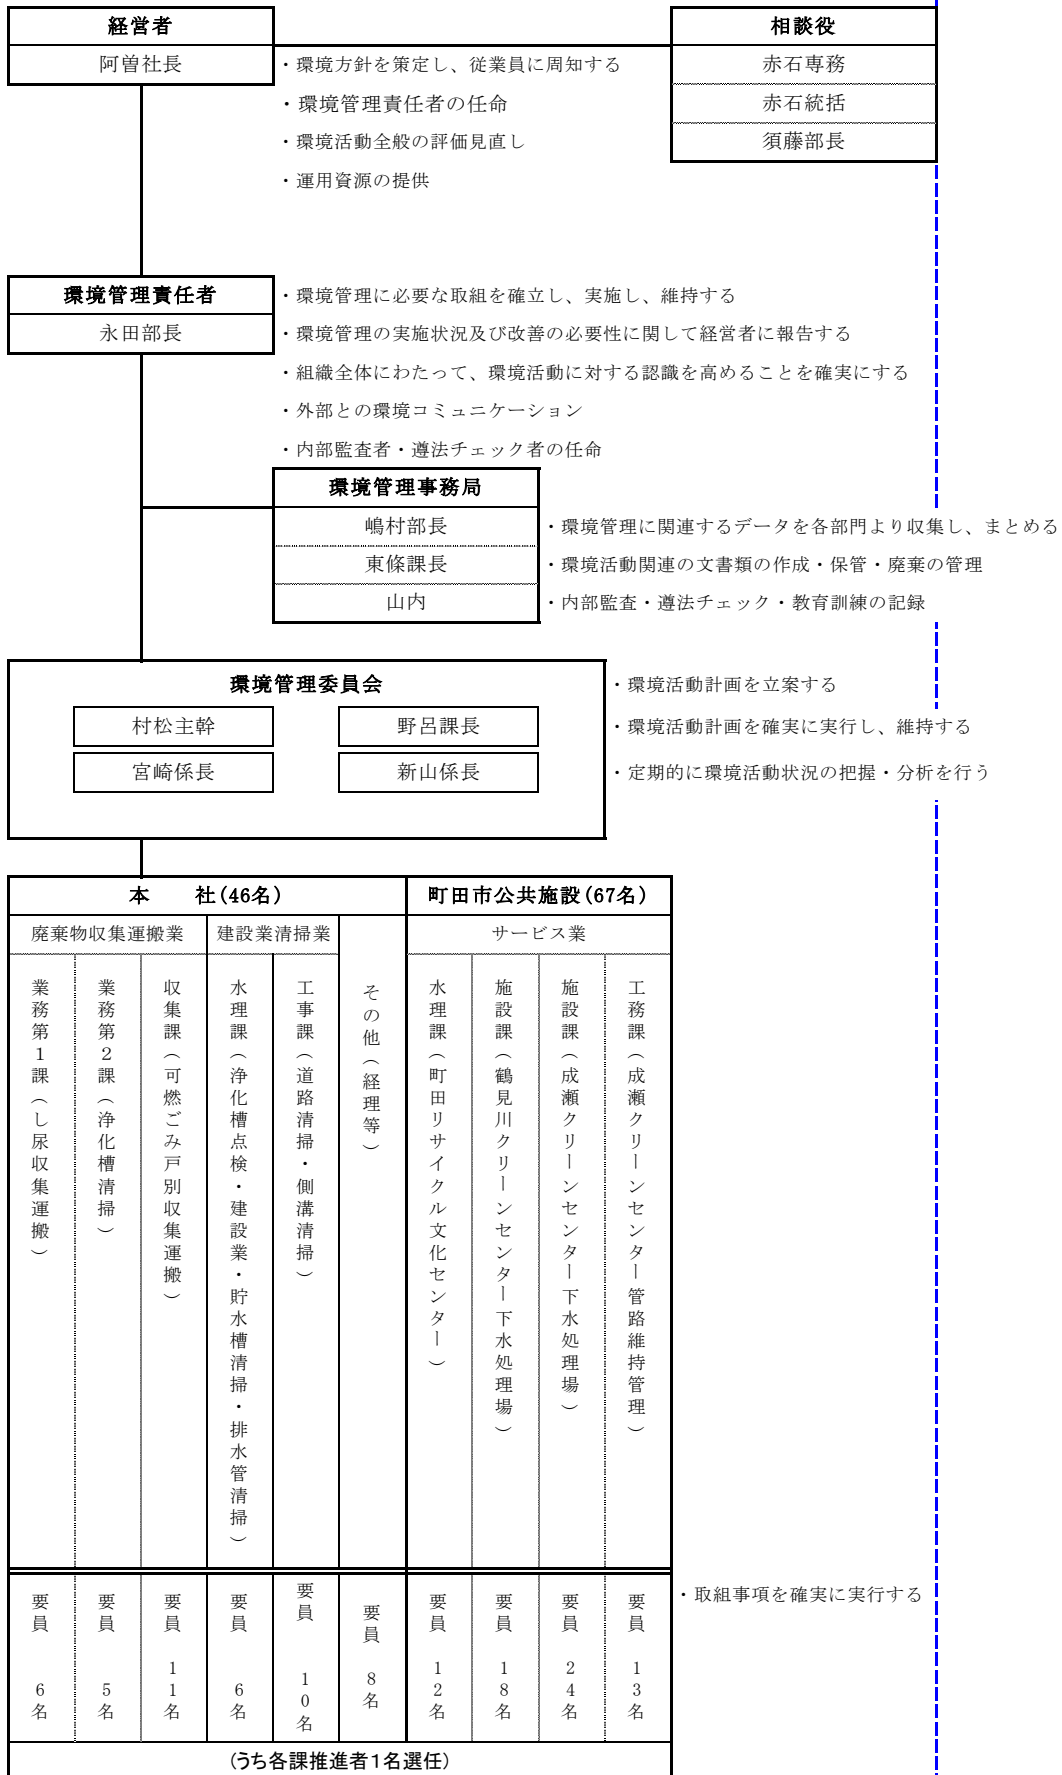 経営者
阿曽社長
相談役
赤石専務
赤石統括
須藤部長
・環境方針を策定し、従業員に周知する
・環境管理責任者の任命
・環境活動全般の評価見直し
・運用資源の提供
環境管理責任者
永田部長
・環境管理に必要な取組を確立し、実施し、維持する
・環境管理の実施状況及び改善の必要性に関して経営者に報告する
・組織全体にわたって、環境活動に対する認識を高めることを確実にする
・外部との環境コミュニケーション
・内部監査者・遵法チェック者の任命
環境管理事務局
嶋村部長
東條課長
山内
・環境管理に関連するデータを各部門より収集し、まとめる
・環境活動関連の文書類の作成・保管・廃棄の管理
・内部監査・遵法チェック・教育訓練の記録
環境管理委員会
村松主幹
野呂課長
宮崎係長
新山係長
・環境活動計画を立案する
・環境活動計画を確実に実行し、維持する
・定期的に環境活動状況の把握・分析を行う
本　　社(46名)
町田市公共施設(67名)
廃棄物収集運搬業
建設業清掃業
サービス業
業務第1課（し尿収集運搬）
業務第2課（浄化槽清掃）
収集課（可燃ごみ戸別収集運搬）
水理課（浄化槽点検・建設業・貯水槽清掃・排水管清掃）
工事課（道路清掃・側溝清掃）
その他（経理等）
水理課（町田リサイクル文化センター）
施設課（鶴見川クリーンセンター下水処理場）
施設課（成瀬クリーンセンター下水処理場）
工務課（成瀬クリーンセンター管路維持管理）
要員 6名
要員 5名
要員 11名
要員 6名
要員 10名
要員 8名
要員 12名
要員 18名
要員 24名
要員 13名
・取組事項を確実に実行する
(うち各課推進者1名選任)